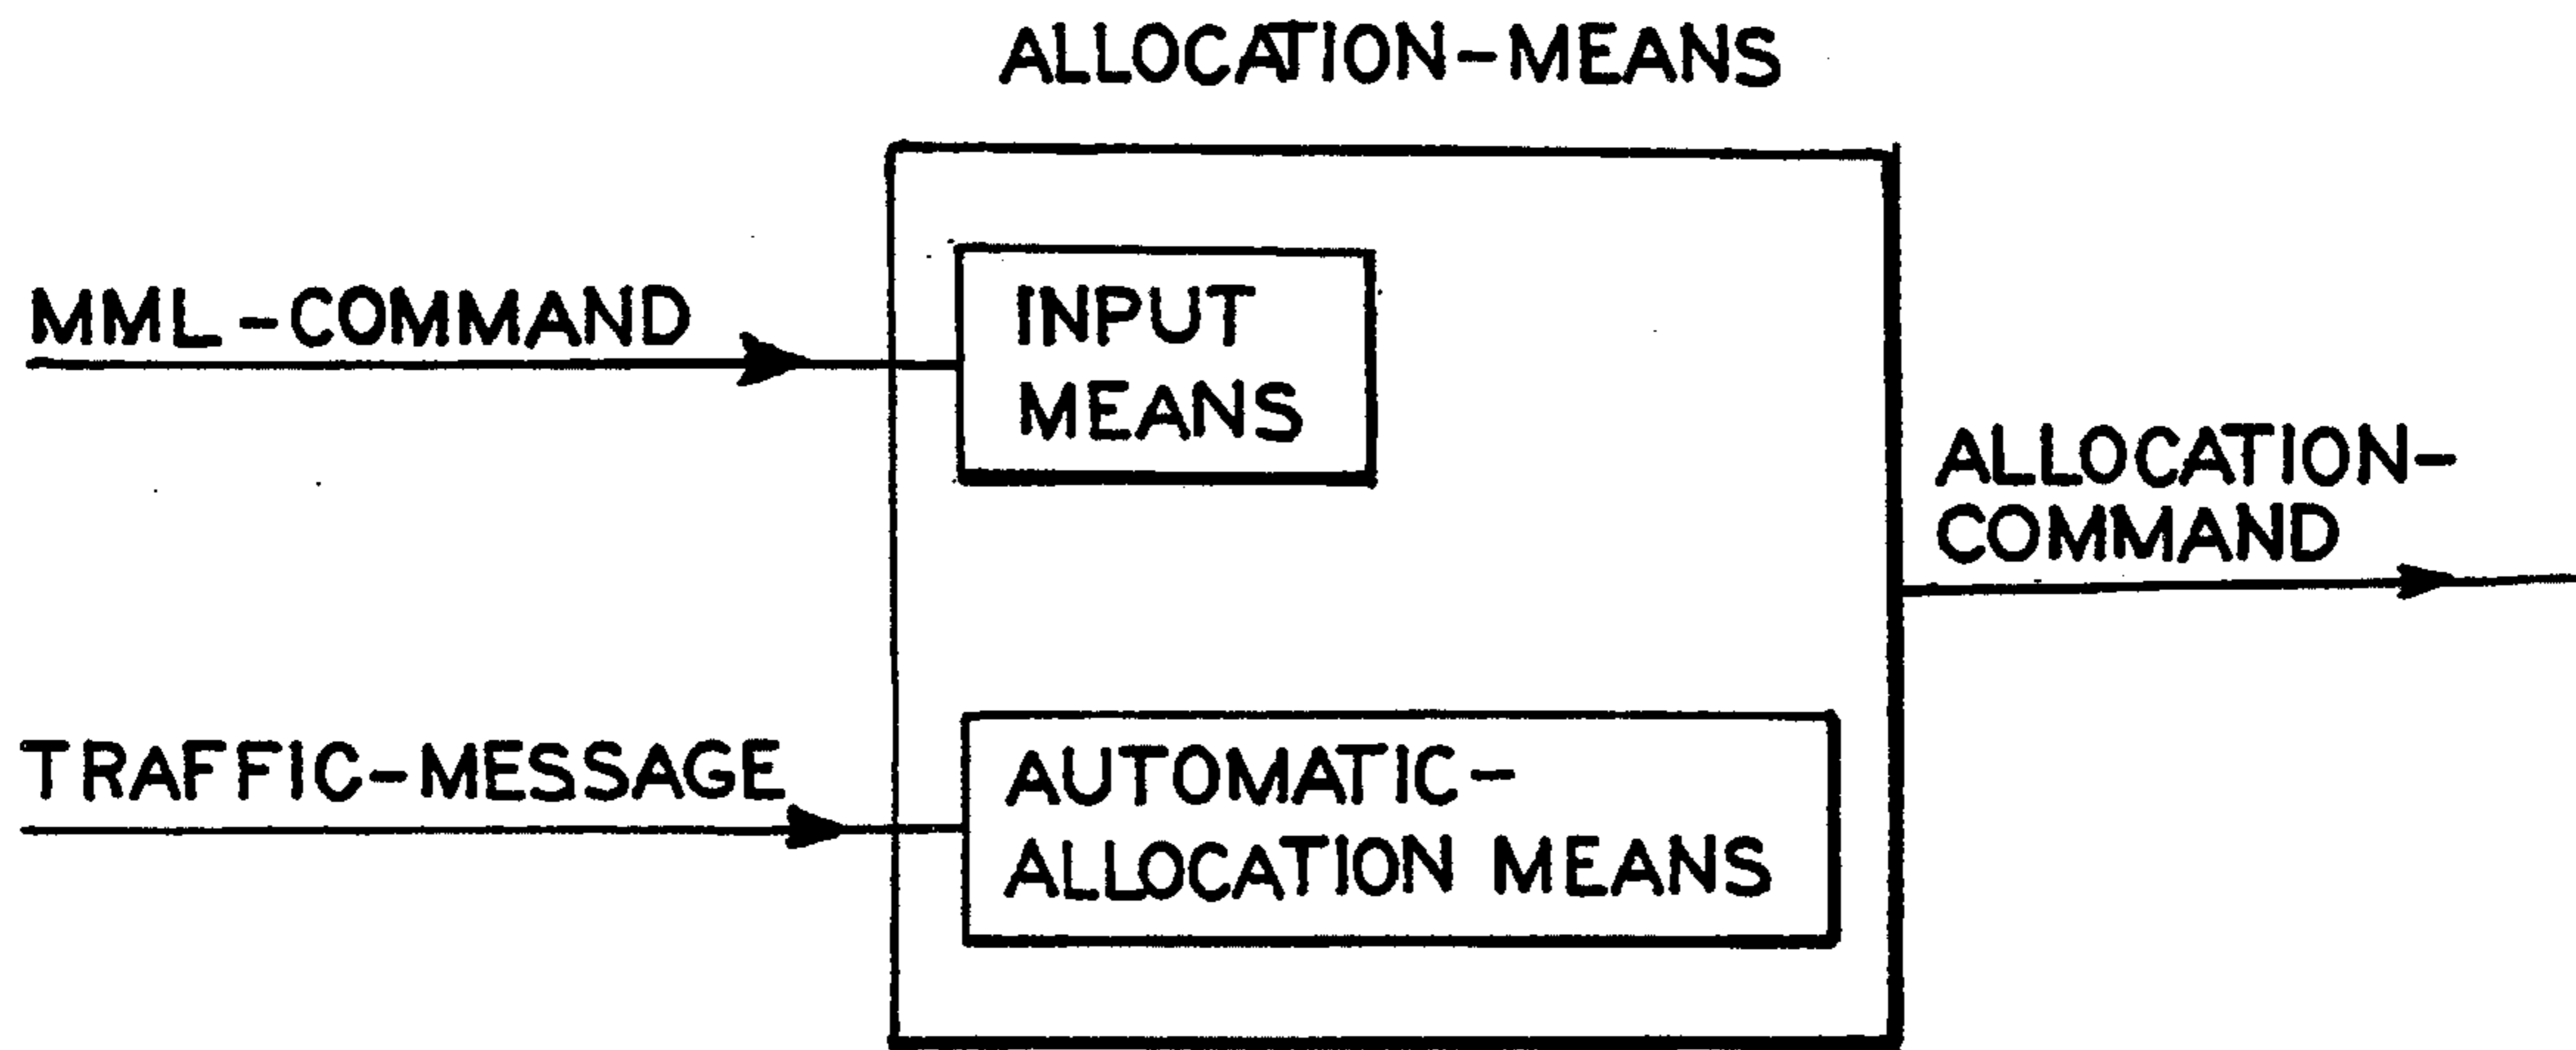 ALLOCATION-MEANS
MML-COMMAND
INPUT
MEANS
ALLOCATION-
COMMAND
TRAFFIC-MESSAGE
AUTOMATIC-
ALLOCATION MEANS